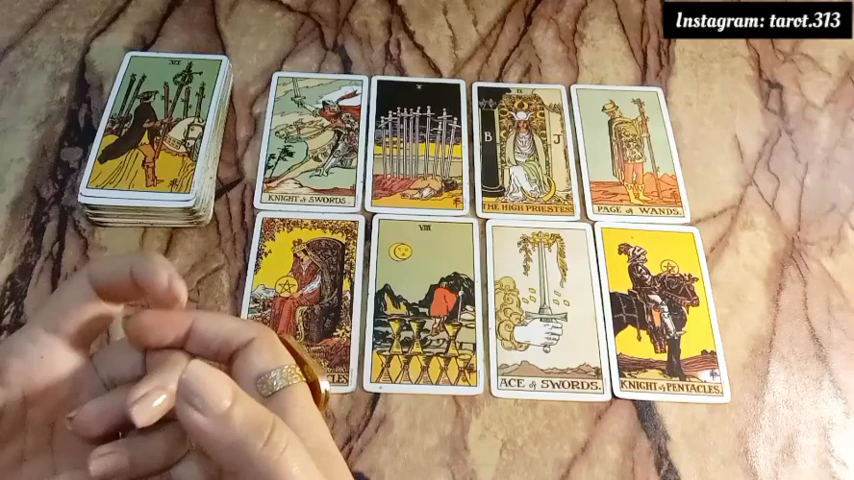 Instagram: tarot.313
VI
KNIGHT of SWORDS.
X
II
B
J
THE HIGH PRIESTESS
PAGE of WANDS.
VIII
ACE of SWORDS.
KNIGHT of PENTACLES.